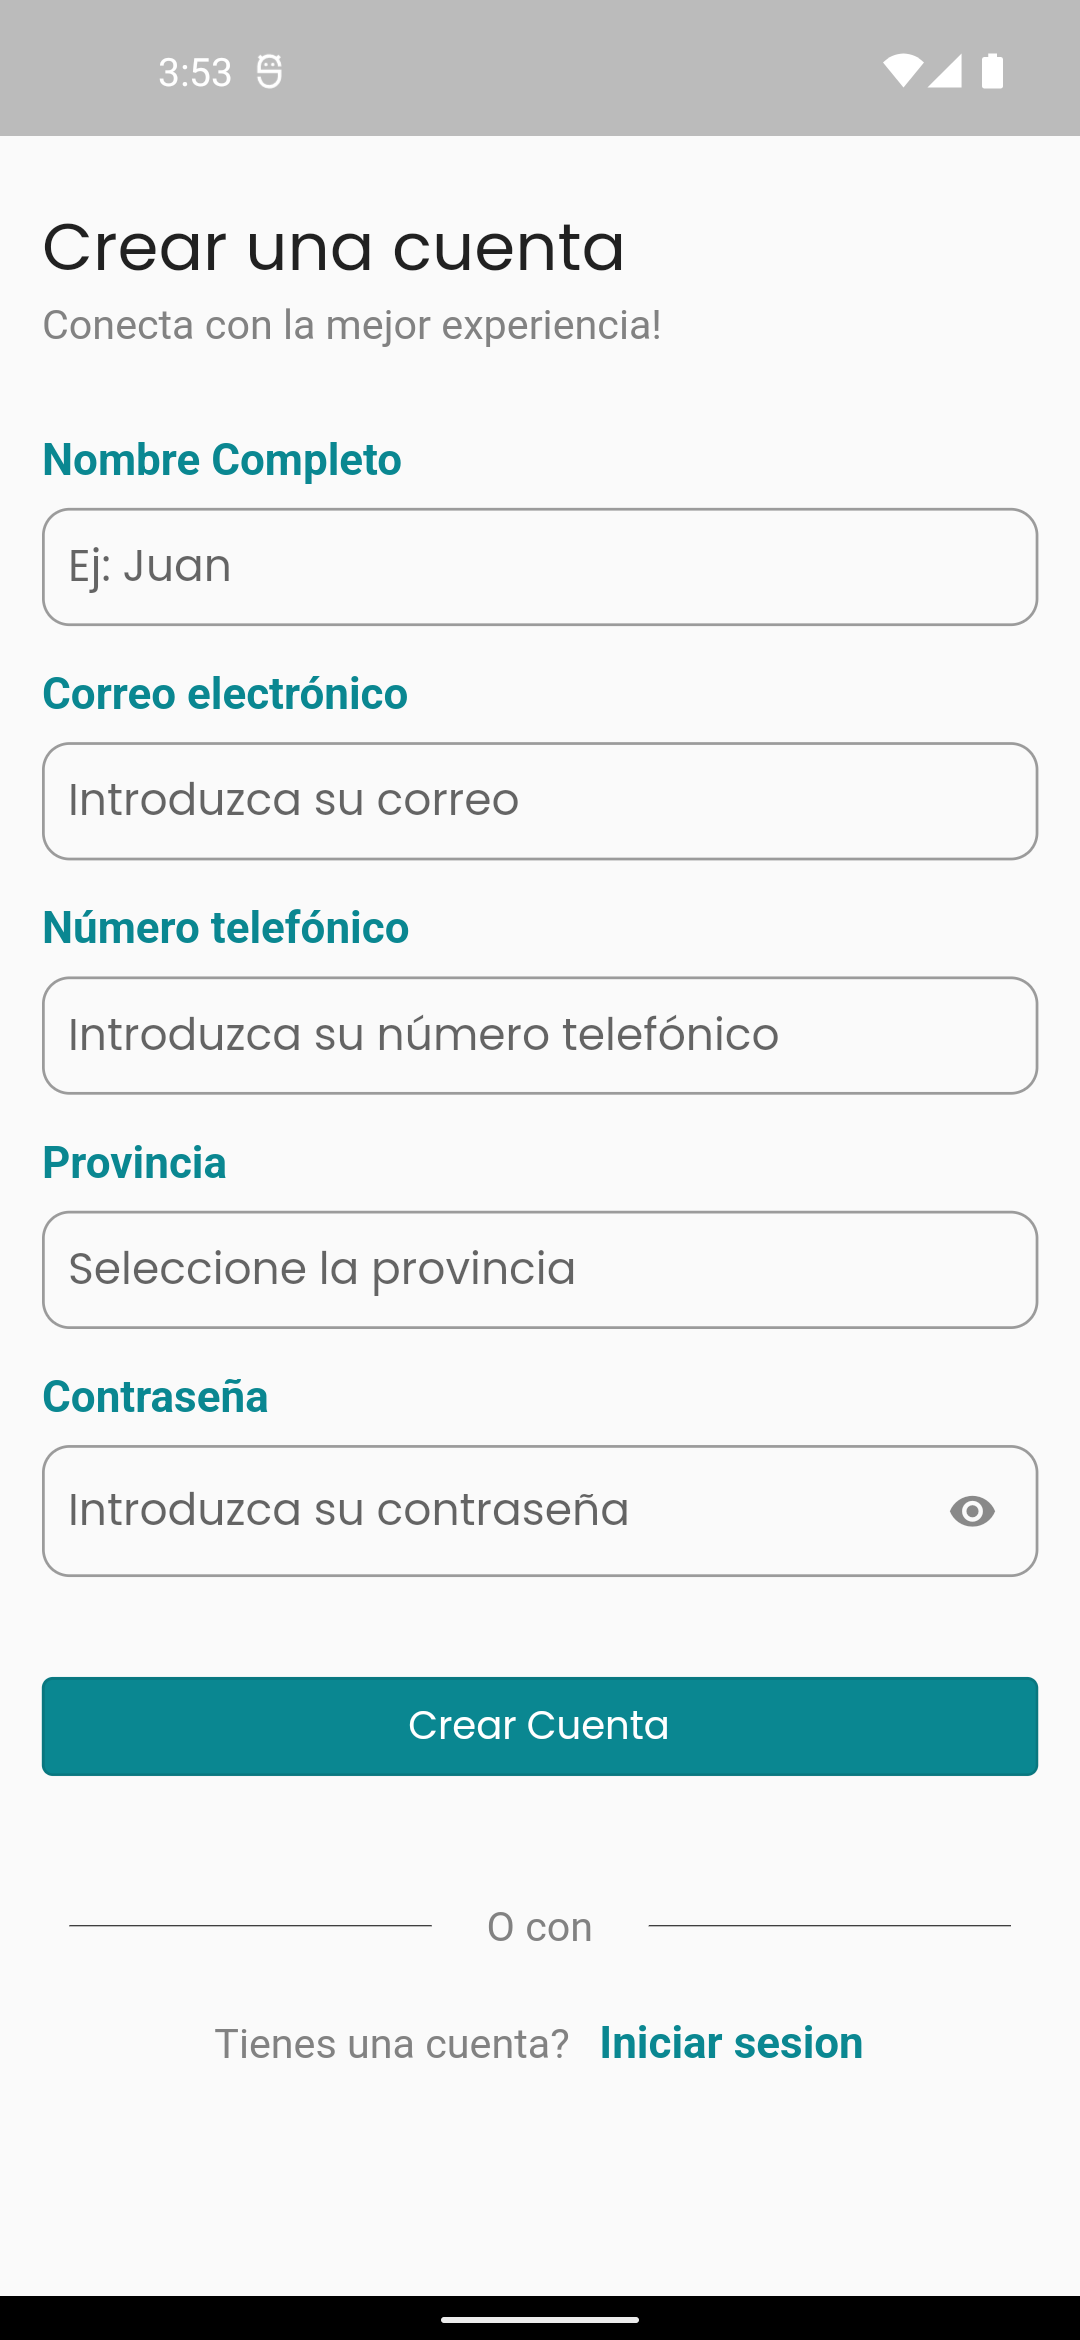 3:53
Crear una cuenta
Conecta con la mejor experiencia!
Nombre Completo
Ej: Juan
Correo electrónico
Introduzca su correo
Número telefónico
Introduzca su número telefónico
Provincia
Seleccione la provincia
Contraseña
Introduzca su contraseña
Crear Cuenta
O con
Tienes una cuenta? Iniciar sesion